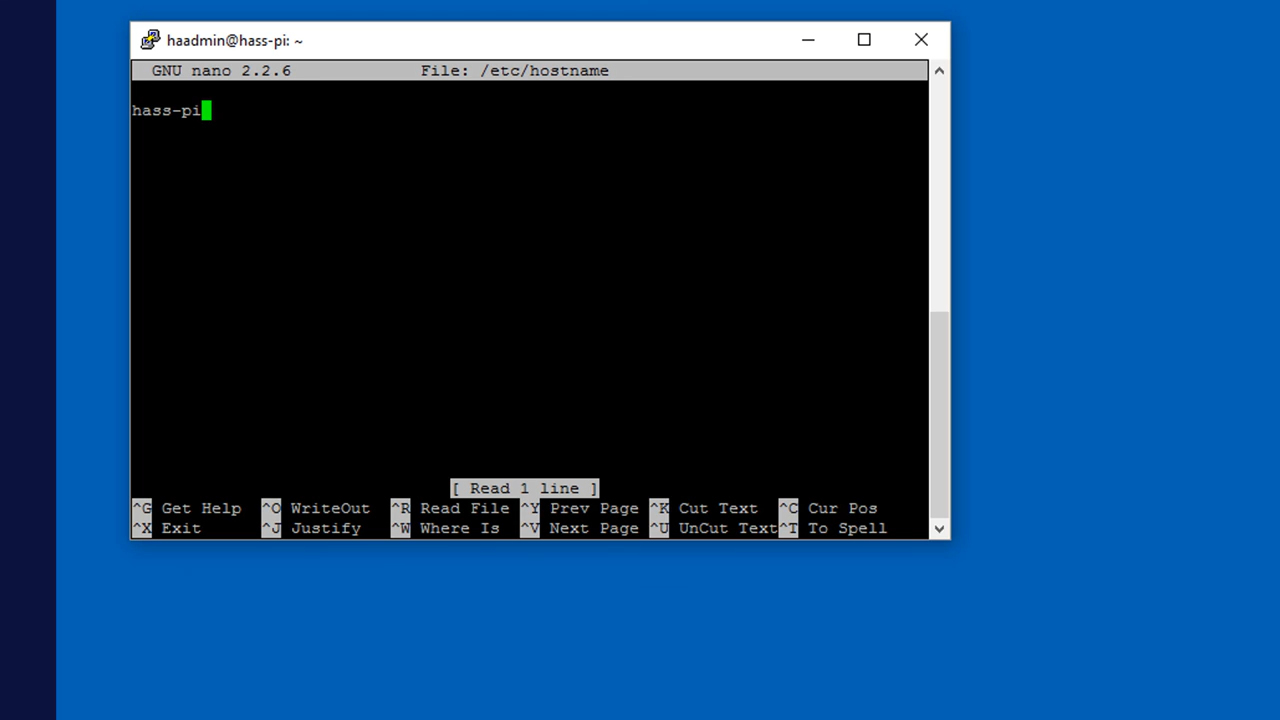 haadmin@hass-pi: ~
GNU nano 2.2.6 File: /etc/hostname
hass-pi
[ Read 1 line ]
^G Get Help ^O WriteOut ^R Read File ^Y Prev Page ^K Cut Text ^C Cur Pos
^X Exit ^J Justify ^W Where Is ^V Next Page ^U UnCut Text ^T To Spell